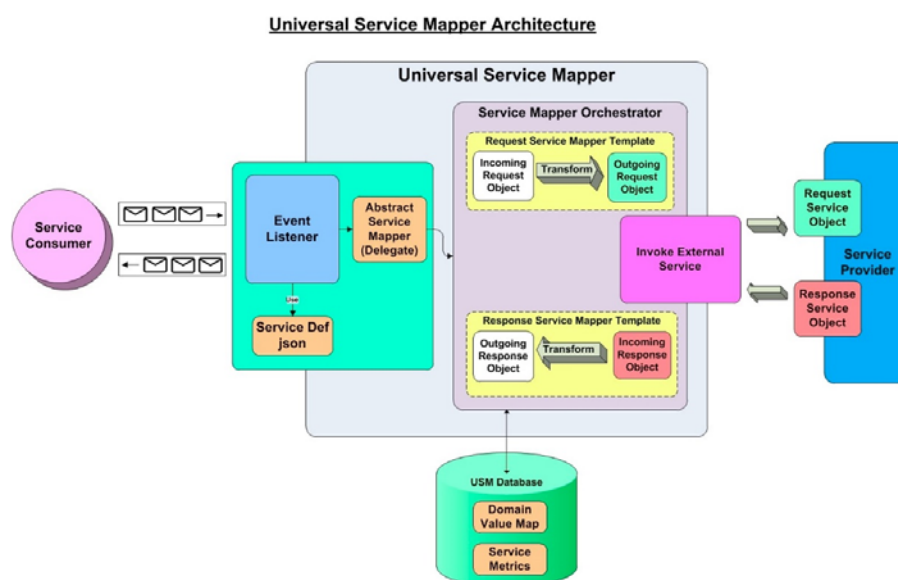 Universal Service Mapper Architecture
Universal Service Mapper
Service Mapper Orchestrator
Request Service Mapper Template
Incoming
Request
Object
Transform
Outgoing
Request
Object
Service
Consumer
Event
Listener
Abstract
Service
Mapper
(Delegate)
Use
Service Def
json
Invoke External
Service
Request
Service
Object
Service
Provider
Response
Service
Object
Response Service Mapper Template
Outgoing
Response
Object
Transform
Incoming
Response
Object
USM Database
Domain
Value Map
Service
Metrics